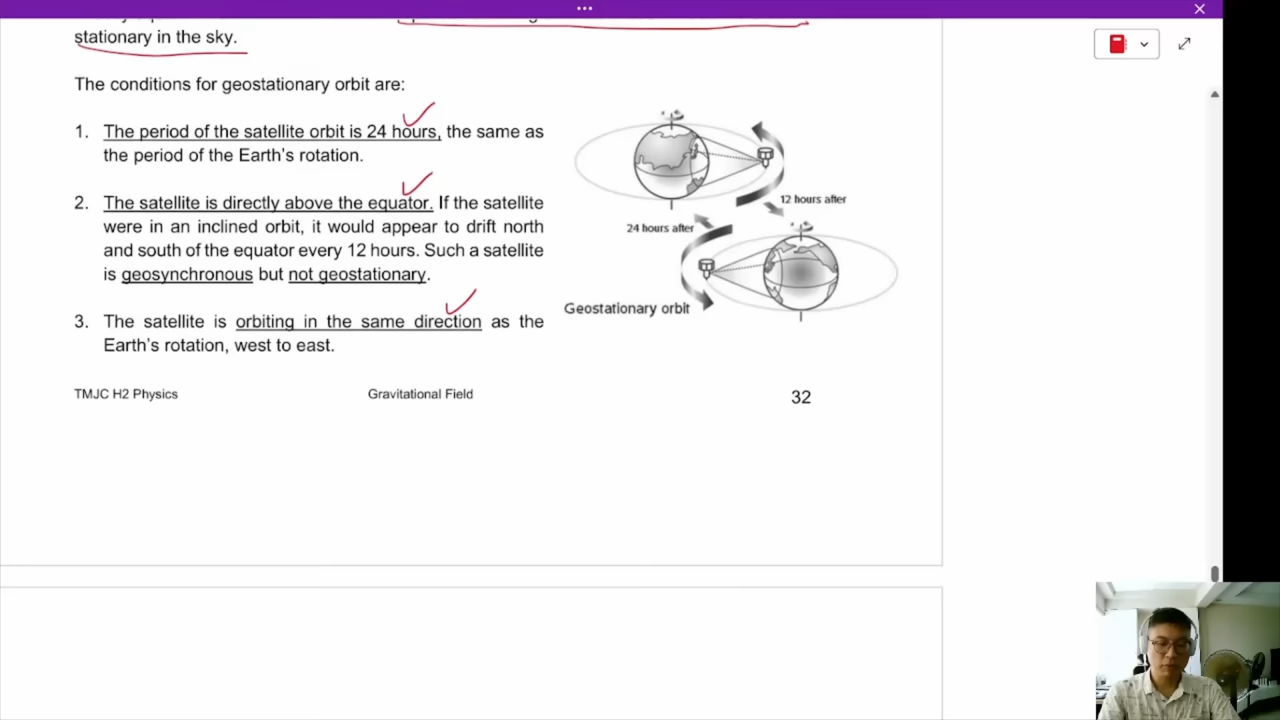 stationary in the sky.
The conditions for geostationary orbit are:
1. The period of the satellite orbit is 24 hours, the same as
the period of the Earth's rotation.
2. The satellite is directly above the equator. If the satellite
were in an inclined orbit, it would appear to drift north
and south of the equator every 12 hours. Such a satellite
is geosynchronous but not geostationary.
3. The satellite is orbiting in the same direction as the
Earth's rotation, west to east.
12 hours after
24 hours after
Geostationary orbit
TMJC H2 Physics
Gravitational Field
32